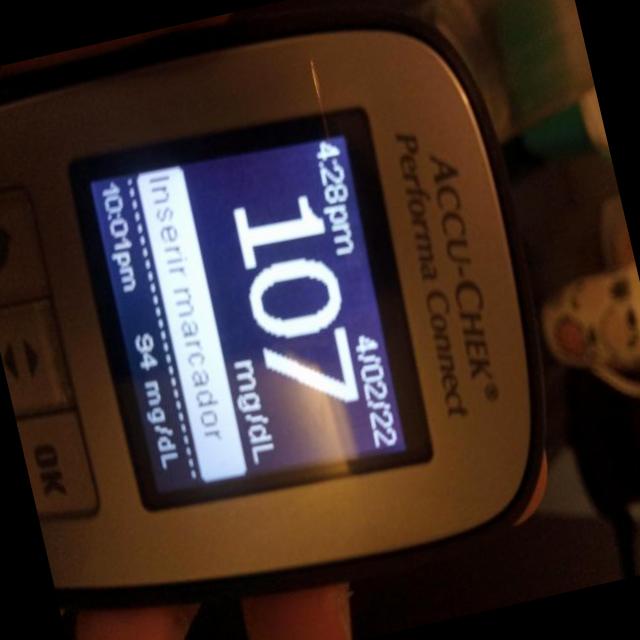 ACCU-CHEK®
Performa Connect
4:28pm 4/02/22
107 mg/dL
Inserir marcador
10:01pm 94 mg/dL
OK